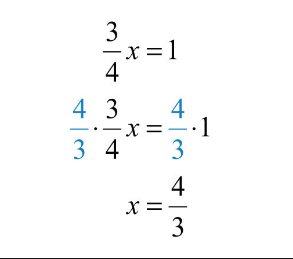 3/4 x = 1
4/3 · 3/4 x = 4/3 · 1
x = 4/3